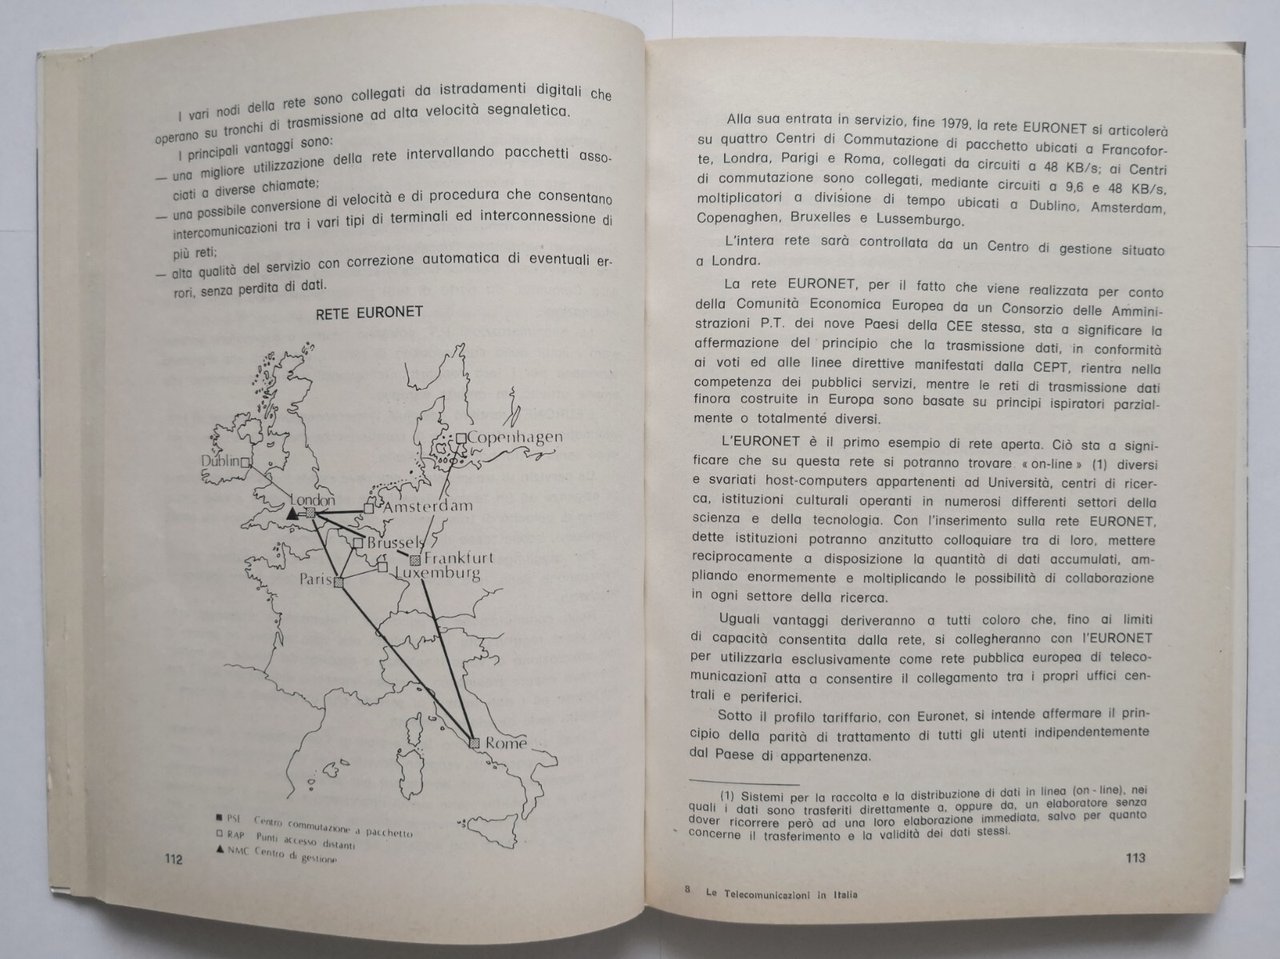 I vari nodi della rete sono collegati da istradamenti digitali che
operano su tronchi di trasmissione ad alta velocità segnaletica.
I principali vantaggi sono:
— una migliore utilizzazione della rete intervallando pacchetti asso-
ciati a diverse chiamate;
— una possibile conversione di velocità e di procedura che consentano
intercomunicazioni tra i vari tipi di terminali ed interconnessione di
più reti;
— alta qualità del servizio con correzione automatica di eventuali er-
rori, senza perdita di dati.
RETE EURONET
Copenhagen
Dublin
London
Amsterdam
Brussels
Frankfurt
Luxemburg
Paris
Rome
■ PSE Centro commutazione a pacchetto
□ RAP Punti accesso distanti
▲ NMC Centro di gestione
112
Alla sua entrata in servizio, fine 1979, la rete EURONET si articolerà
su quattro Centri di Commutazione di pacchetto ubicati a Francofor-
te, Londra, Parigi e Roma, collegati da circuiti a 48 KB/s; ai Centri
di commutazione sono collegati, mediante circuiti a 9,6 e 48 KB/s,
moltiplicatori a divisione di tempo ubicati a Dublino, Amsterdam,
Copenaghen, Bruxelles e Lussemburgo.
L'intera rete sarà controllata da un Centro di gestione situato
a Londra.
La rete EURONET, per il fatto che viene realizzata per conto
della Comunità Economica Europea da un Consorzio delle Ammini-
strazioni P.T. dei nove Paesi della CEE stessa, sta a significare la
affermazione del principio che la trasmissione dati, in conformità
ai voti ed alle linee direttive manifestati dalla CEPT, rientra nella
competenza dei pubblici servizi, mentre le reti di trasmissione dati
finora costruite in Europa sono basate su principi ispiratori parzial-
mente o totalmente diversi.
L'EURONET è il primo esempio di rete aperta. Ciò sta a signi-
ficare che su questa rete si potranno trovare « on-line » (1) diversi
e svariati host-computers appartenenti ad Università, centri di ricer-
ca, istituzioni culturali operanti in numerosi differenti settori della
scienza e della tecnologia. Con l'inserimento sulla rete EURONET,
dette istituzioni potranno anzitutto colloquiare tra di loro, mettere
reciprocamente a disposizione la quantità di dati accumulati, am-
pliando enormemente e moltiplicando le possibilità di collaborazione
in ogni settore della ricerca.
Uguali vantaggi deriveranno a tutti coloro che, fino ai limiti
di capacità consentita dalla rete, si collegheranno con l'EURONET
per utilizzarla esclusivamente come rete pubblica europea di teleco-
municazioni atta a consentire il collegamento tra i propri uffici cen-
trali e periferici.
Sotto il profilo tariffario, con Euronet, si intende affermare il prin-
cipio della parità di trattamento di tutti gli utenti indipendentemente
dal Paese di appartenenza.
(1) Sistemi per la raccolta e la distribuzione di dati in linea (on - line), nei
quali i dati sono trasferiti direttamente a, oppure da, un elaboratore senza
dover ricorrere però ad una loro elaborazione immediata, salvo per quanto
concerne il trasferimento e la validità dei dati stessi.
113
8 Le Telecomunicazioni in Italia